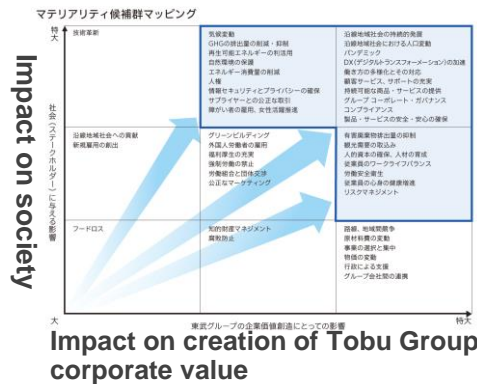 マテリアリティ候補群マッピング
特大
技術革新
気候変動
GHGの排出量の削減・抑制
再生可能エネルギーの利活用
自然環境の保護
エネルギー消費量の削減
人権
情報セキュリティとプライバシーの確保
サプライヤーとの公正な取引
障がい者の雇用、女性活躍推進
沿線地域社会の持続的発展
沿線地域社会における人口変動
パンデミック
DX(デジタルトランスフォーメーション)の加速
働き方の多様化とその対応
顧客サービス、サポートの充実
持続可能な商品・サービスの提供
グループ コーポレート・ガバナンス
コンプライアンス
製品・サービスの安全・安心の確保
Impact on society
社会(ステークホルダー)に与える影響
沿線地域社会への貢献
新規雇用の創出
グリーンビルディング
外国人労働者の雇用
福利厚生の充実
強制労働の禁止
労働組合と団体交渉
公正なマーケティング
有害廃棄物排出量の抑制
観光需要の取込み
人的資本の確保、人材の育成
従業員のワークライフバランス
労働安全衛生
従業員の心身の健康増進
リスクマネジメント
フードロス
知的財産マネジメント
腐敗防止
路線、地域間競争
原材料費の変動
事業の選択と集中
物価の変動
行政による支援
グループ会社間の連携
大
東武グループの企業価値創造にとっての影響
特大
Impact on creation of Tobu Group
corporate value